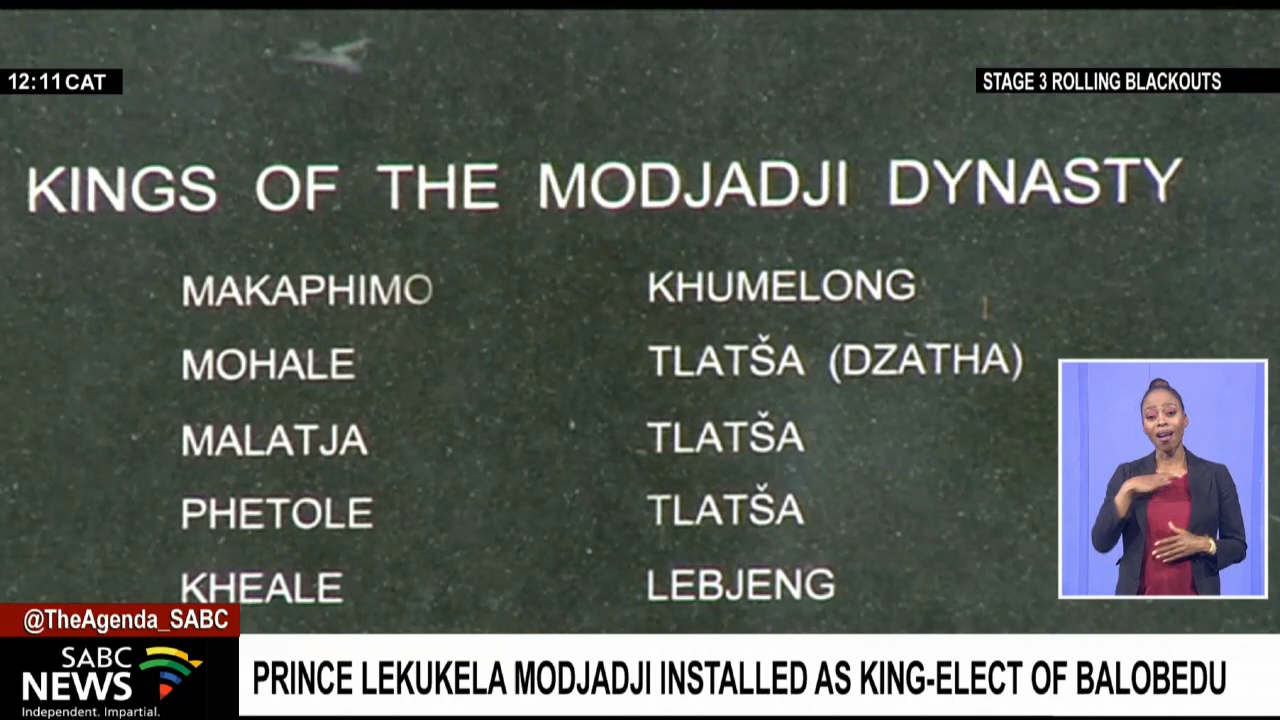 12:11 CAT
STAGE 3 ROLLING BLACKOUTS
KINGS OF THE MODJADJI DYNASTY
MAKAPHIMO KHUMELONG
MOHALE TLATŠA (DZATHA)
MALATJA TLATŠA
PHETOLE TLATŠA
KHEALE LEBJENG
@TheAgenda_SABC
SABC
NEWS
Independent. Impartial.
PRINCE LEKUKELA MODJADJI INSTALLED AS KING-ELECT OF BALOBEDU